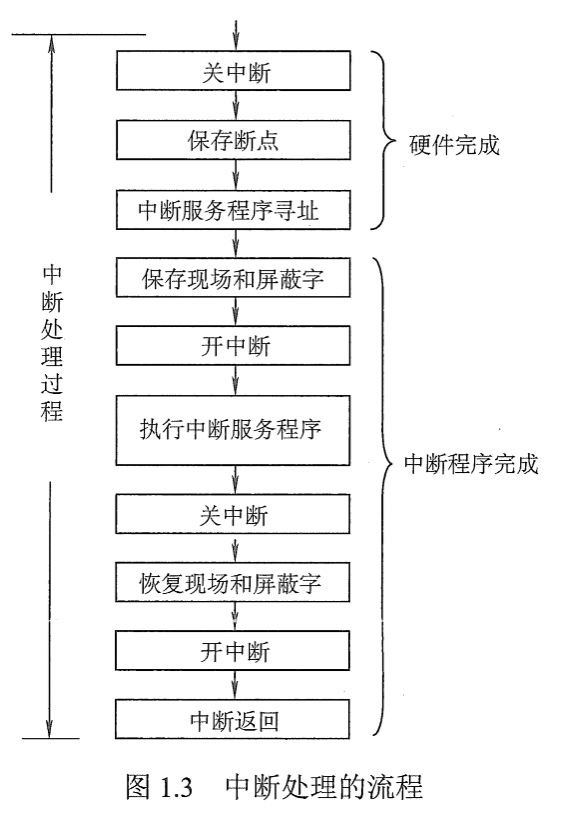 关中断
保存断点
硬件完成
中断服务程序寻址
保存现场和屏蔽字
中断处理过程
开中断
执行中断服务程序
中断程序完成
关中断
恢复现场和屏蔽字
开中断
中断返回
图 1.3 中断处理的流程